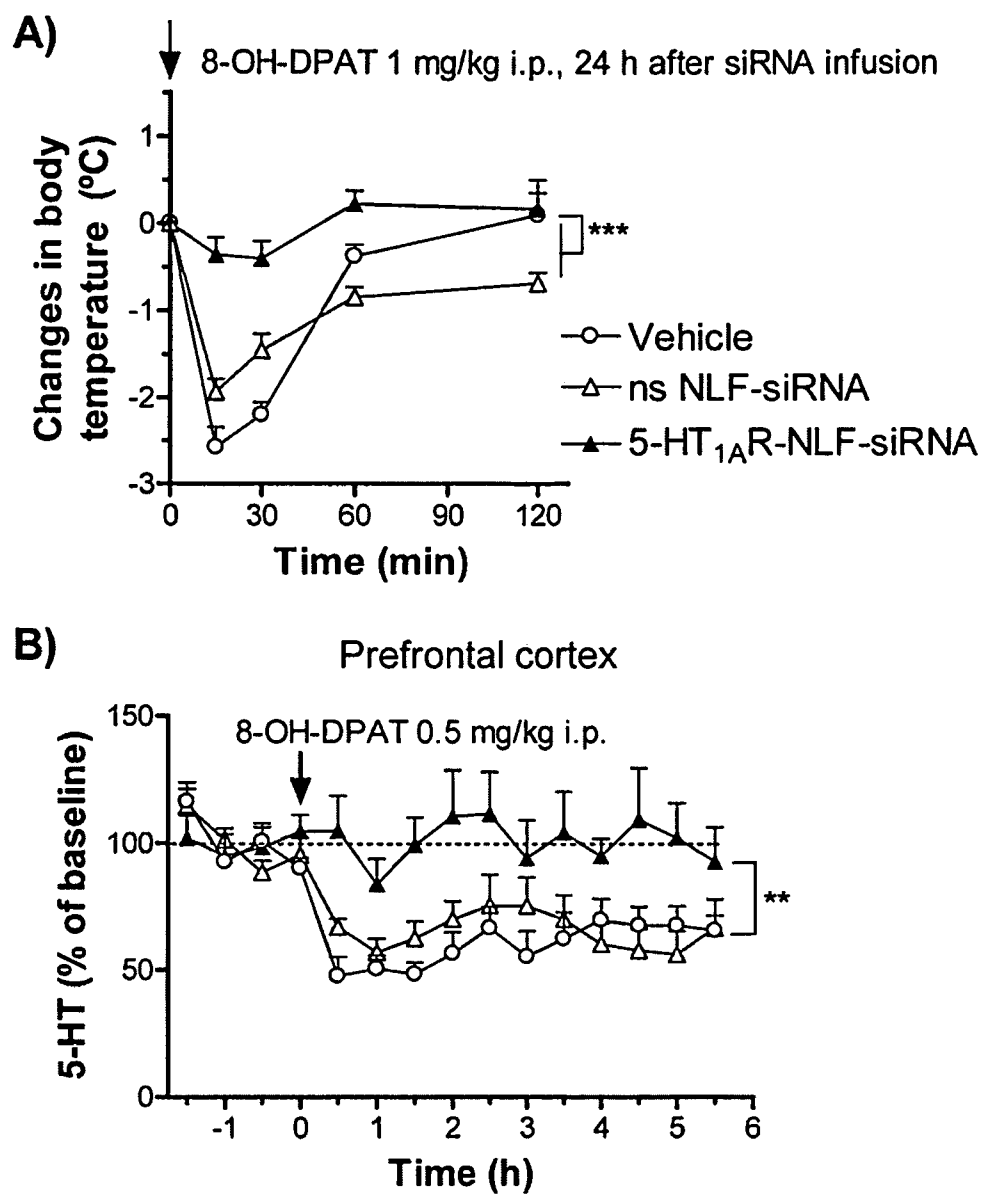 A)
8-OH-DPAT 1 mg/kg i.p., 24 h after siRNA infusion
Changes in body
temperature (ºC)
1
0
-1
-2
-3
***
Vehicle
ns NLF-siRNA
5-HT1AR-NLF-siRNA
0 30 60 90 120
Time (min)
B)
Prefrontal cortex
8-OH-DPAT 0.5 mg/kg i.p.
5-HT (% of baseline)
150
100
50
0
**
-1 0 1 2 3 4 5 6
Time (h)